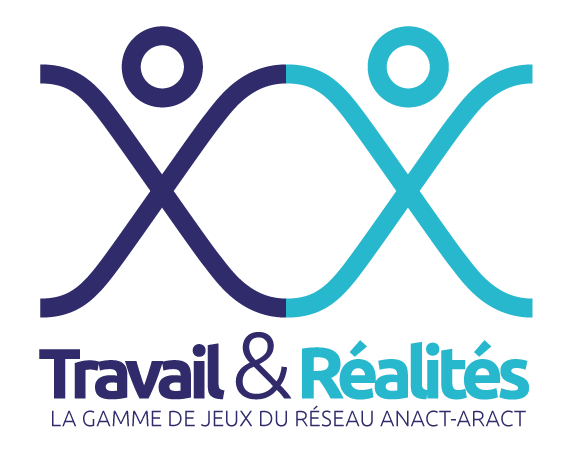 Travail & Réalités
LA GAMME DE JEUX DU RÉSEAU ANACT-ARACT